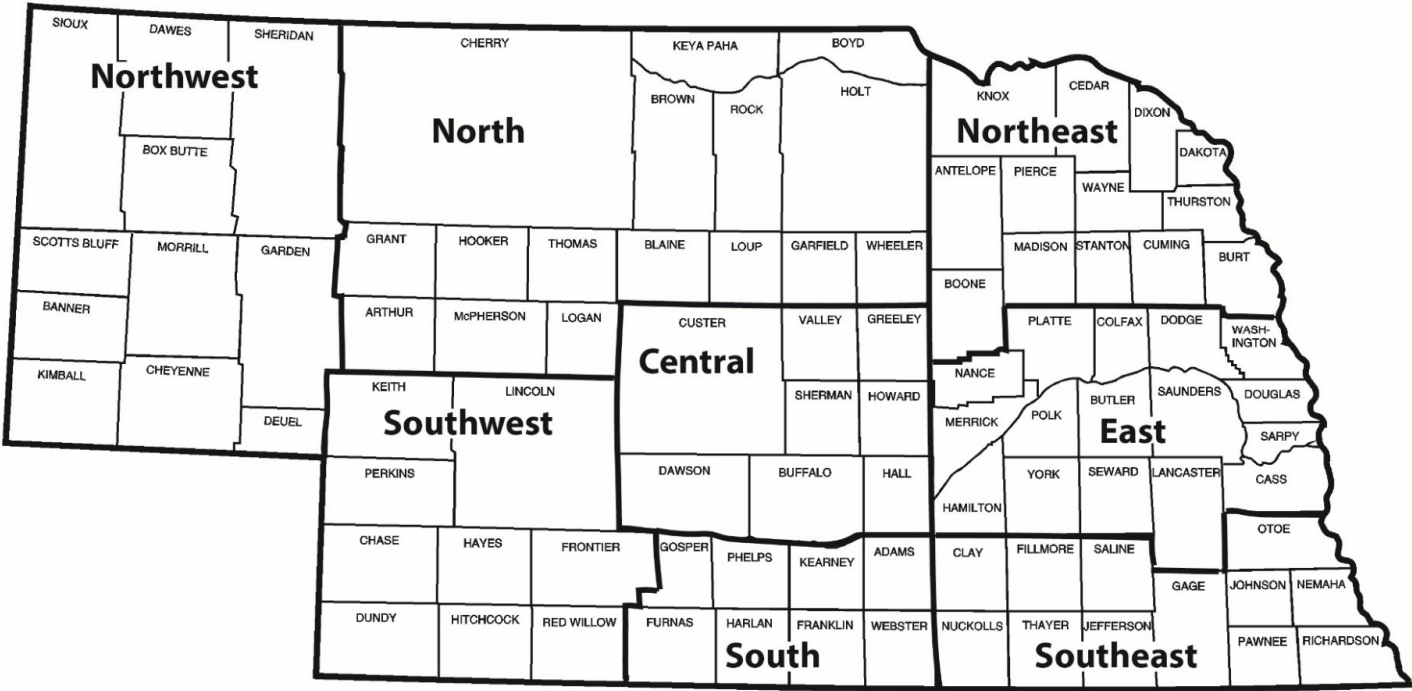 SIOUX
DAWES
SHERIDAN
Northwest
BOX BUTTE
SCOTTS BLUFF
MORRILL
GARDEN
BANNER
KIMBALL
CHEYENNE
DEUEL
CHERRY
KEYA PAHA
BOYD
BROWN
ROCK
HOLT
North
GRANT
HOOKER
THOMAS
BLAINE
LOUP
GARFIELD
WHEELER
ARTHUR
McPHERSON
LOGAN
KNOX
CEDAR
DIXON
Northeast
DAKOTA
ANTELOPE
PIERCE
WAYNE
THURSTON
MADISON
STANTON
CUMING
BURT
BOONE
CUSTER
VALLEY
GREELEY
Central
SHERMAN
HOWARD
DAWSON
BUFFALO
HALL
PLATTE
COLFAX
DODGE
WASH-
INGTON
NANCE
MERRICK
POLK
BUTLER
SAUNDERS
DOUGLAS
East
SARPY
HAMILTON
YORK
SEWARD
LANCASTER
CASS
KEITH
LINCOLN
Southwest
PERKINS
CHASE
HAYES
FRONTIER
DUNDY
HITCHCOCK
RED WILLOW
GOSPER
PHELPS
KEARNEY
ADAMS
FURNAS
HARLAN
FRANKLIN
WEBSTER
South
CLAY
FILLMORE
SALINE
OTOE
GAGE
JOHNSON
NEMAHA
NUCKOLLS
THAYER
JEFFERSON
PAWNEE
RICHARDSON
Southeast